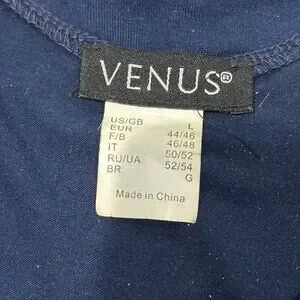 VENUS®
US/GB L
EUR 44/46
F/B 46/48
IT 50/52
RU/UA 52/54
BR G
Made in China